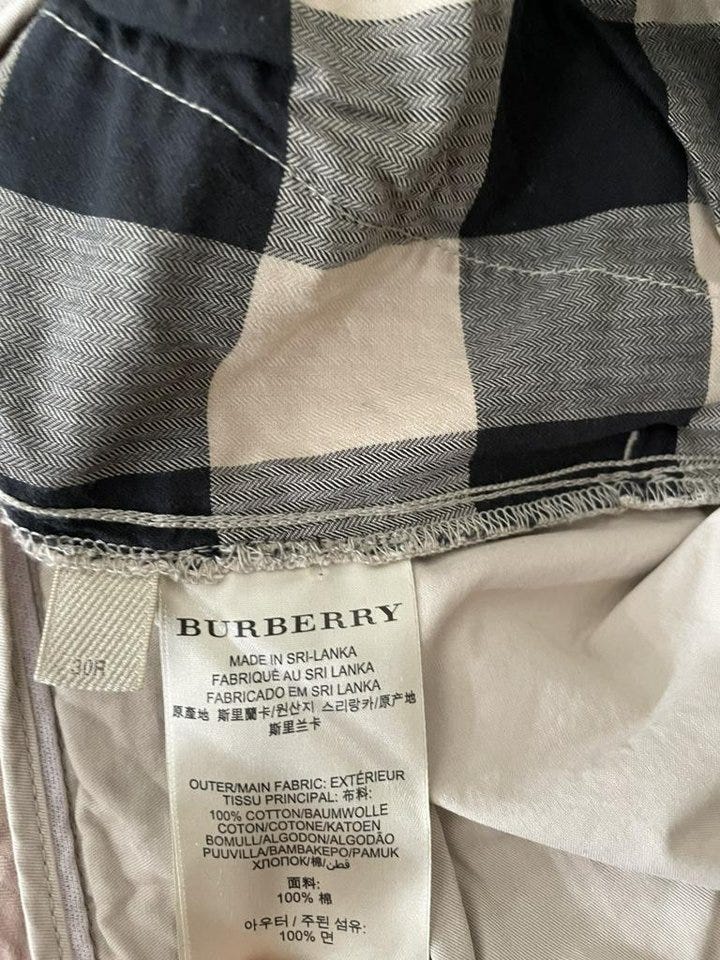 30R
BURBERRY
MADE IN SRI-LANKA
FABRIQUÉ AU SRI LANKA
FABRICADO EM SRI LANKA
原產地 斯里蘭卡/원산지 스리랑카/原产地
斯里兰卡
OUTER/MAIN FABRIC: EXTÉRIEUR
TISSU PRINCIPAL: 布料:
100% COTTON/BAUMWOLLE
COTON/COTONE/KATOEN
BOMULL/ALGODON/ALGODÃO
PUUVILLA/BAMBAKEPO/PAMUK
ХЛОПОК/棉/قطن
面料:
100% 棉
아우터 / 주된 섬유:
100% 면